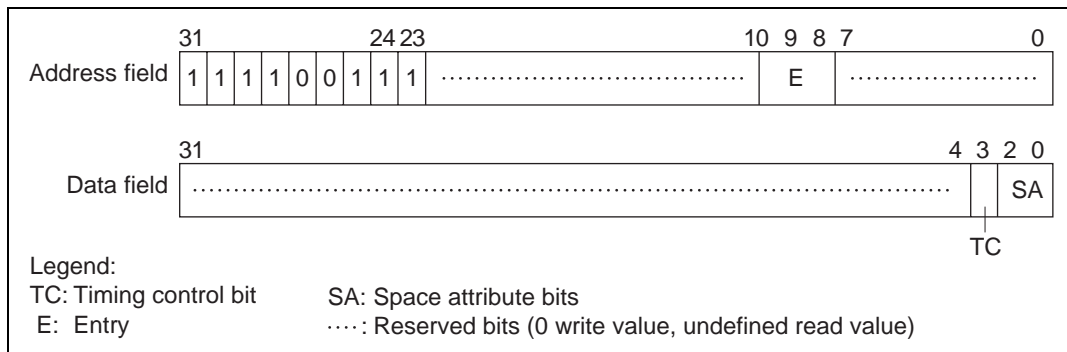 31 24 23 10 9 8 7 0
Address field 1 1 1 1 0 0 1 1 1 ........................................ E ........................
31 4 3 2 0
Data field ........................................................................................ SA
TC
Legend:
TC: Timing control bit SA: Space attribute bits
E: Entry ····: Reserved bits (0 write value, undefined read value)